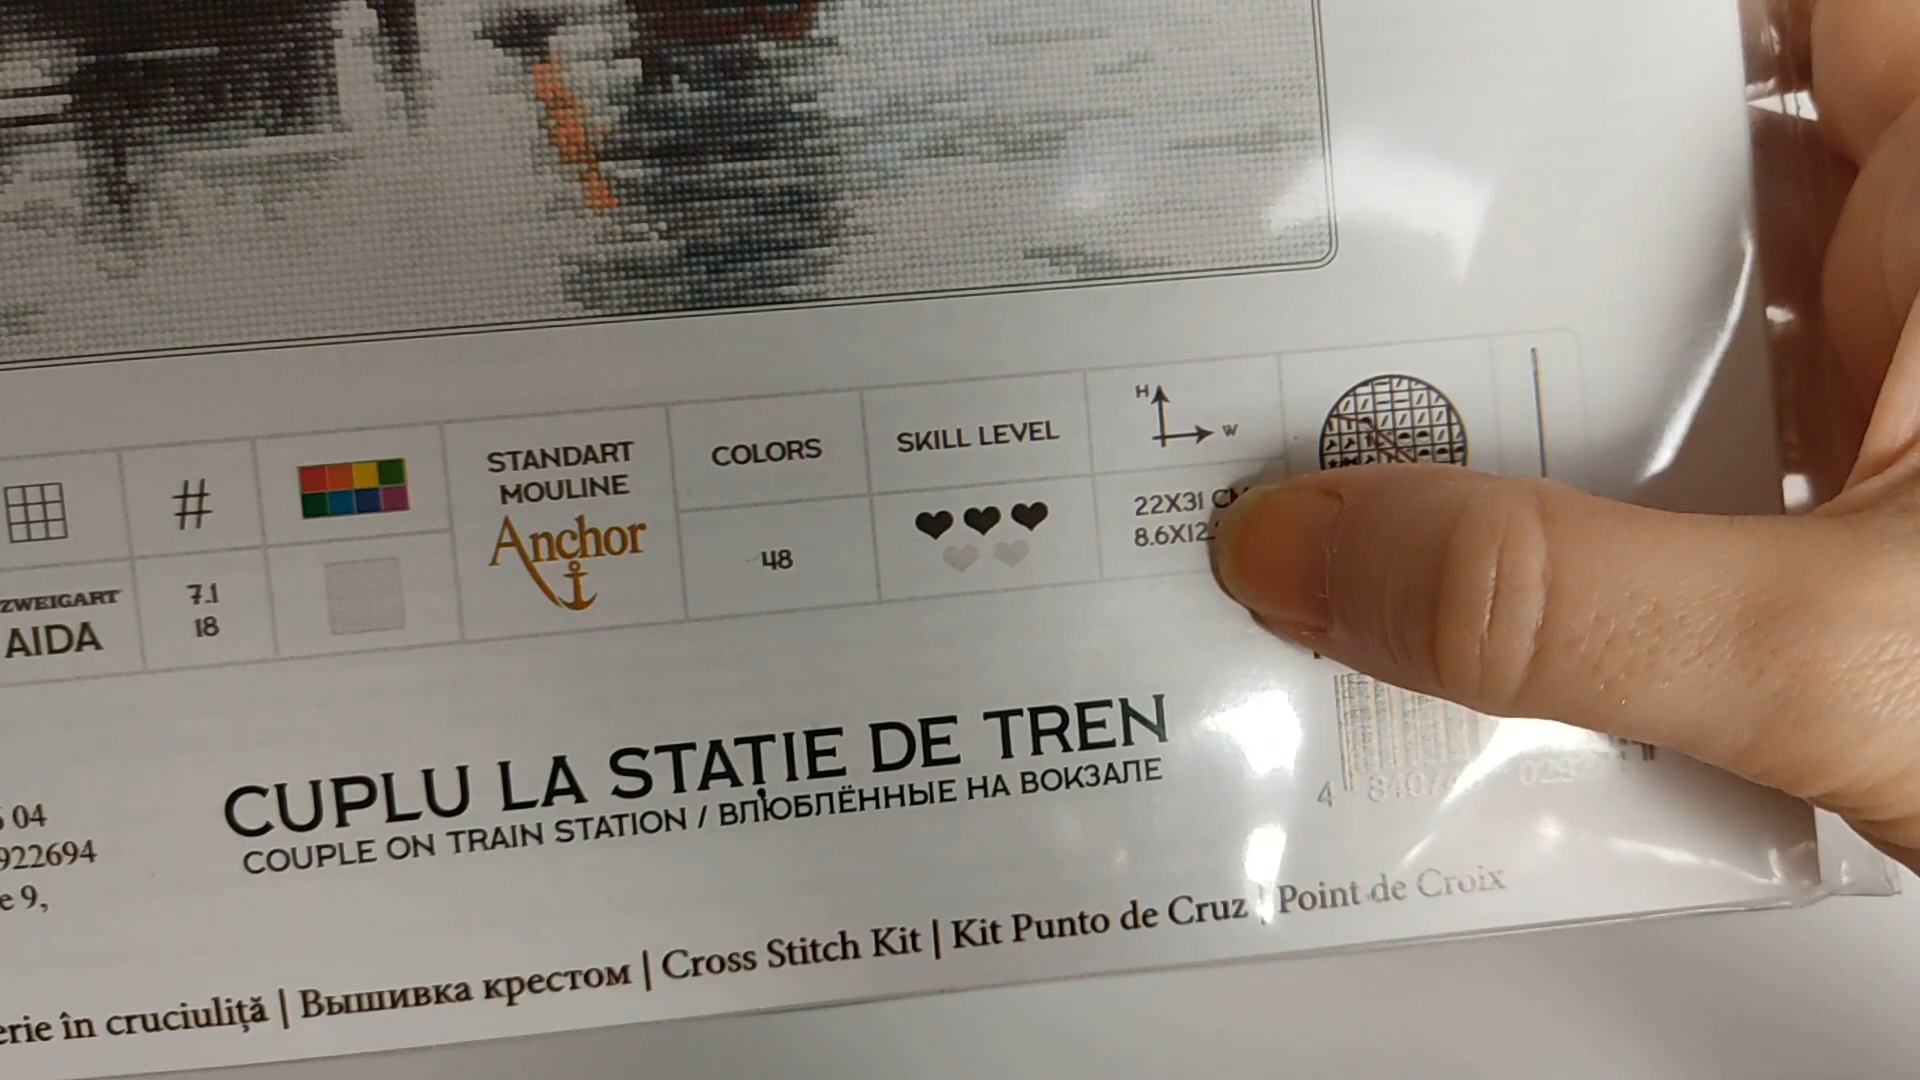 #
STANDART
MOULINE
Anchor
COLORS
48
SKILL LEVEL
H
W
22X31
8.6X12
ZWEIGART
AIDA
7.1
18
CUPLU LA STAȚIE DE TREN
COUPLE ON TRAIN STATION / ВЛЮБЛЁННЫЕ НА ВОКЗАЛЕ
04
922694
e 9,
erie în cruciuliță | Вышивка крестом | Cross Stitch Kit | Kit Punto de Cruz | Point de Croix